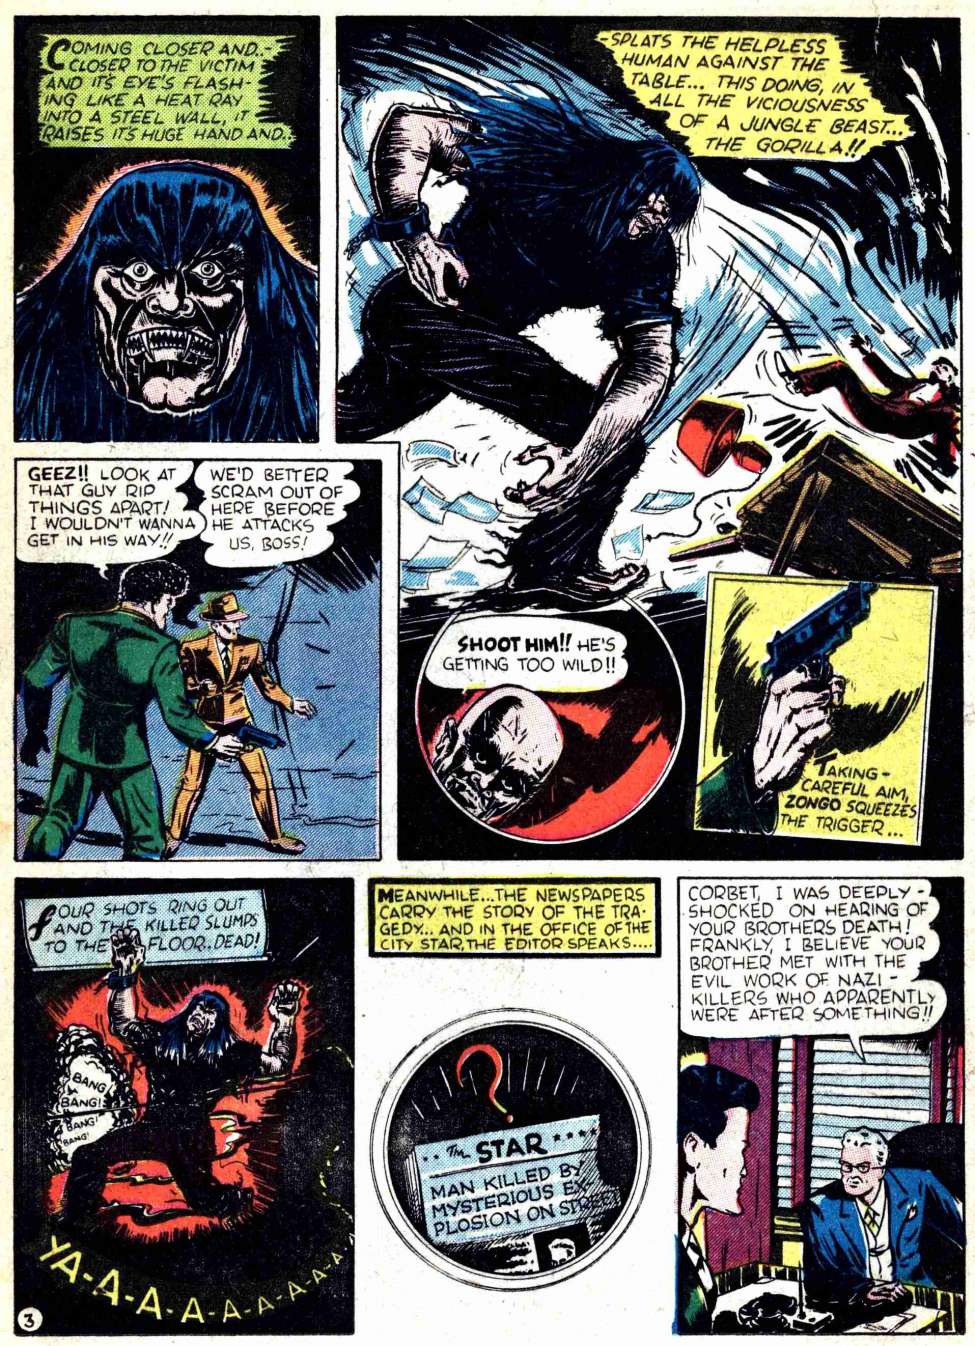 COMING CLOSER AND..-
CLOSER TO THE VICTIM
AND IT'S EYE'S FLASH-
ING LIKE A HEAT RAY
INTO A STEEL WALL, IT
RAISES IT'S HUGE HAND AND..
-SPLATS THE HELPLESS
HUMAN AGAINST THE
TABLE... THIS DOING, IN
ALL THE VICIOUSNESS
OF A JUNGLE BEAST...
THE GORILLA!!
GEEZ!! LOOK AT
THAT GUY RIP
THINGS APART!
I WOULDN'T WANNA
GET IN HIS WAY!!
WE'D BETTER
SCRAM OUT OF
HERE BEFORE
HE ATTACKS
US, BOSS!
SHOOT HIM!! HE'S
GETTING TOO WILD!!
TAKING-
CAREFUL AIM,
ZONGO SQUEEZES
THE TRIGGER...
FOUR SHOTS RING OUT
AND THE KILLER SLUMPS
TO THE FLOOR..DEAD!
BANG
BANG!
BANG!
BANG!
YA-A-A-A-A-A-A-A-A
3
MEANWHILE...THE NEWSPAPERS
CARRY THE STORY OF THE TRA-
GEDY... AND IN THE OFFICE OF THE
CITY STAR, THE EDITOR SPEAKS....
?
.. The STAR ★★★★
MAN KILLED BY
MYSTERIOUS EX-
PLOSION ON STREET
CORBET, I WAS DEEPLY-
SHOCKED ON HEARING OF
YOUR BROTHERS DEATH!
FRANKLY, I BELIEVE YOUR
BROTHER MET WITH THE
EVIL WORK OF NAZI-
KILLERS WHO APPARENTLY
WERE AFTER SOMETHING!!